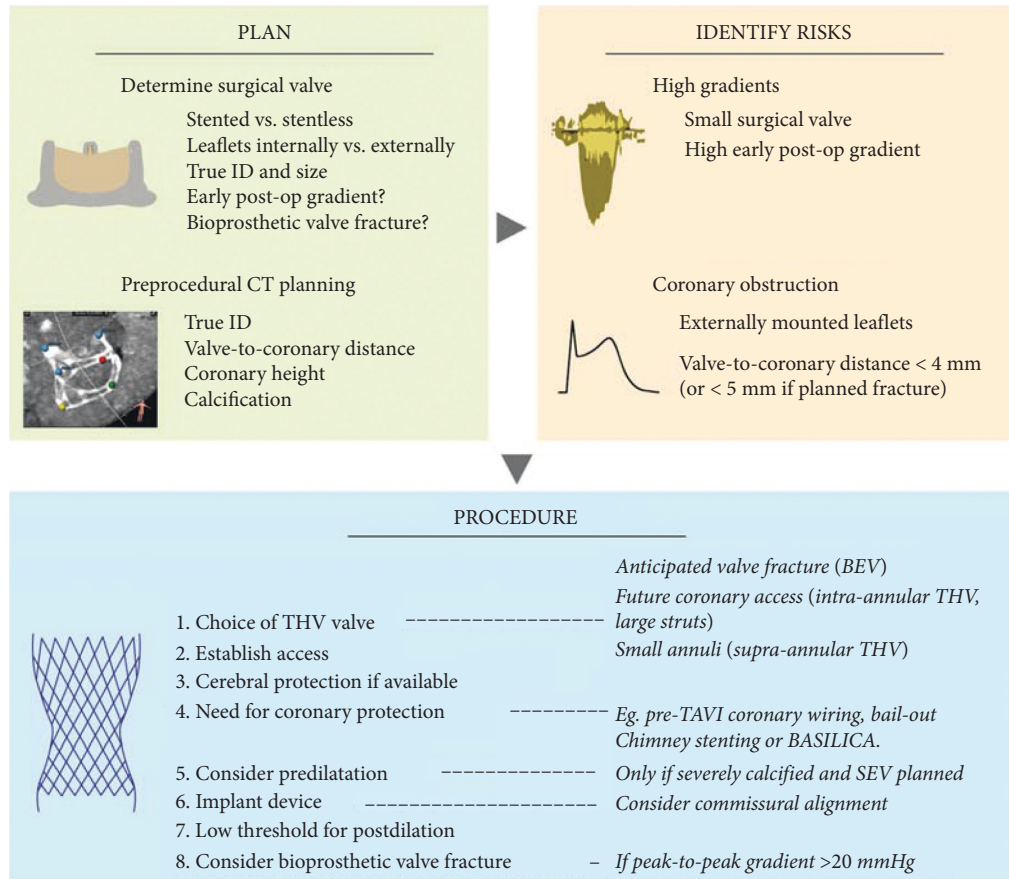 PLAN
Determine surgical valve
Stented vs. stentless
Leaflets internally vs. externally
True ID and size
Early post-op gradient?
Bioprosthetic valve fracture?
Preprocedural CT planning
True ID
Valve-to-coronary distance
Coronary height
Calcification
IDENTIFY RISKS
High gradients
Small surgical valve
High early post-op gradient
Coronary obstruction
Externally mounted leaflets
Valve-to-coronary distance < 4 mm
(or < 5 mm if planned fracture)
PROCEDURE
1. Choice of THV valve
Anticipated valve fracture (BEV)
Future coronary access (intra-annular THV,
large struts)
Small annuli (supra-annular THV)
2. Establish access
3. Cerebral protection if available
4. Need for coronary protection
Eg. pre-TAVI coronary wiring, bail-out
Chimney stenting or BASILICA.
5. Consider predilatation
Only if severely calcified and SEV planned
6. Implant device
Consider commissural alignment
7. Low threshold for postdilation
8. Consider bioprosthetic valve fracture
If peak-to-peak gradient >20 mmHg